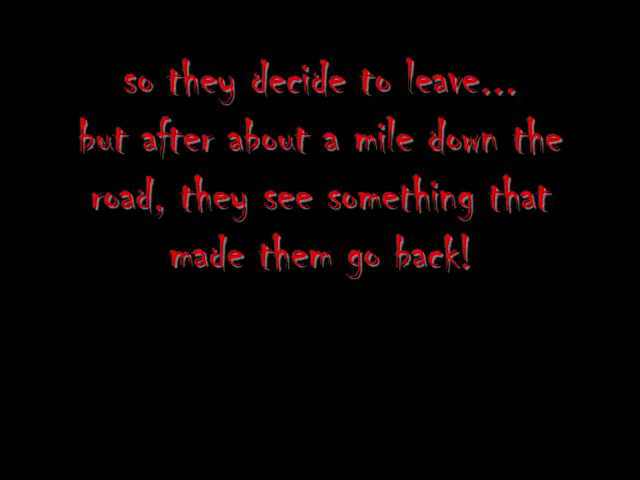 so they decide to leave...
but after about a mile down the
road, they see something that
made them go back!